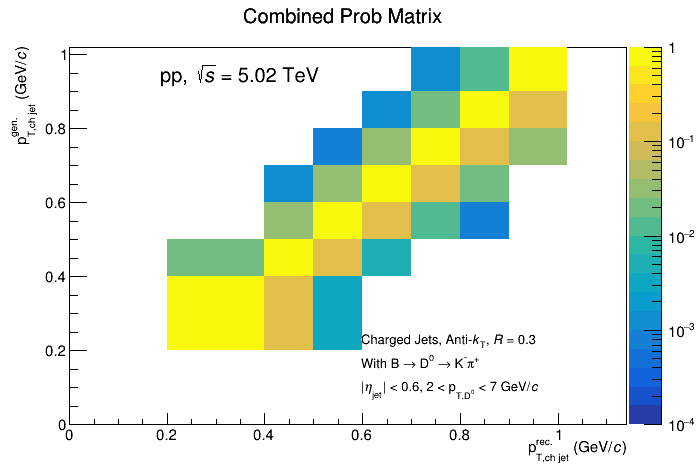 Combined Prob Matrix
pp, √s = 5.02 TeV
p^gen._T,ch jet (GeV/c)
1
0.8
0.6
0.4
0.2
0
Charged Jets, Anti-k_T, R = 0.3
With B → D^0 → K^-π^+
|η_jet| < 0.6, 2 < p_T,D^0 < 7 GeV/c
0 0.2 0.4 0.6 0.8 1
p^rec._T,ch jet (GeV/c)
1
10^−1
10^−2
10^−3
10^−4